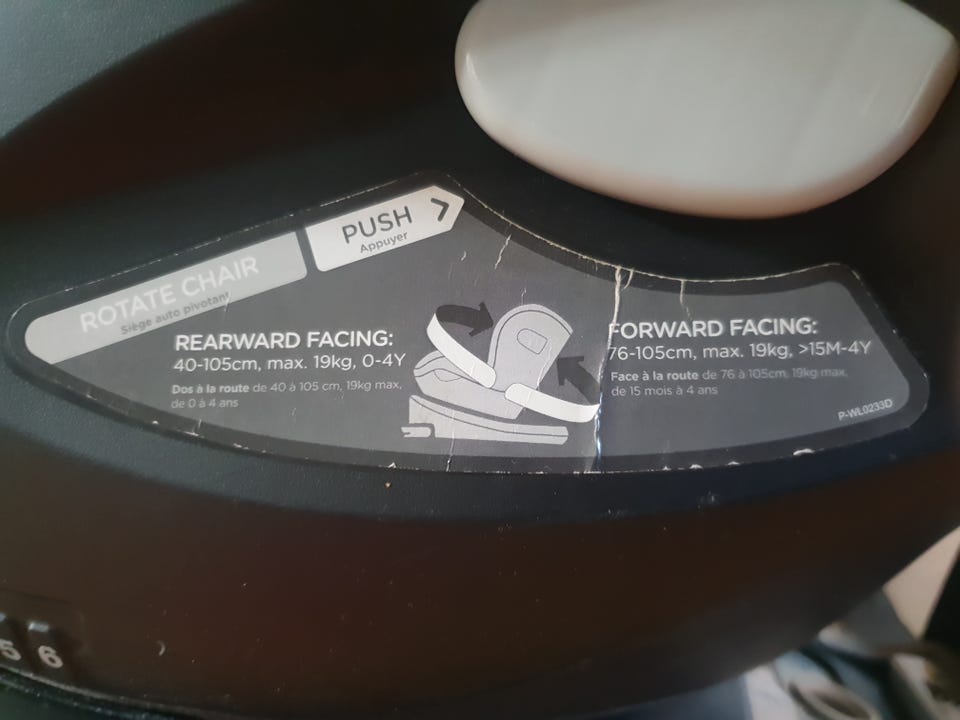 PUSH
Appuyer
ROTATE CHAIR
Siège auto pivotant
REARWARD FACING:
40-105cm, max. 19kg, 0-4Y
Dos à la route de 40 à 105 cm, 19kg max,
de 0 à 4 ans
FORWARD FACING:
76-105cm, max. 19kg, >15M-4Y
Face à la route de 76 à 105cm, 19kg max,
de 15 mois à 4 ans
P-WL0233D
5 6